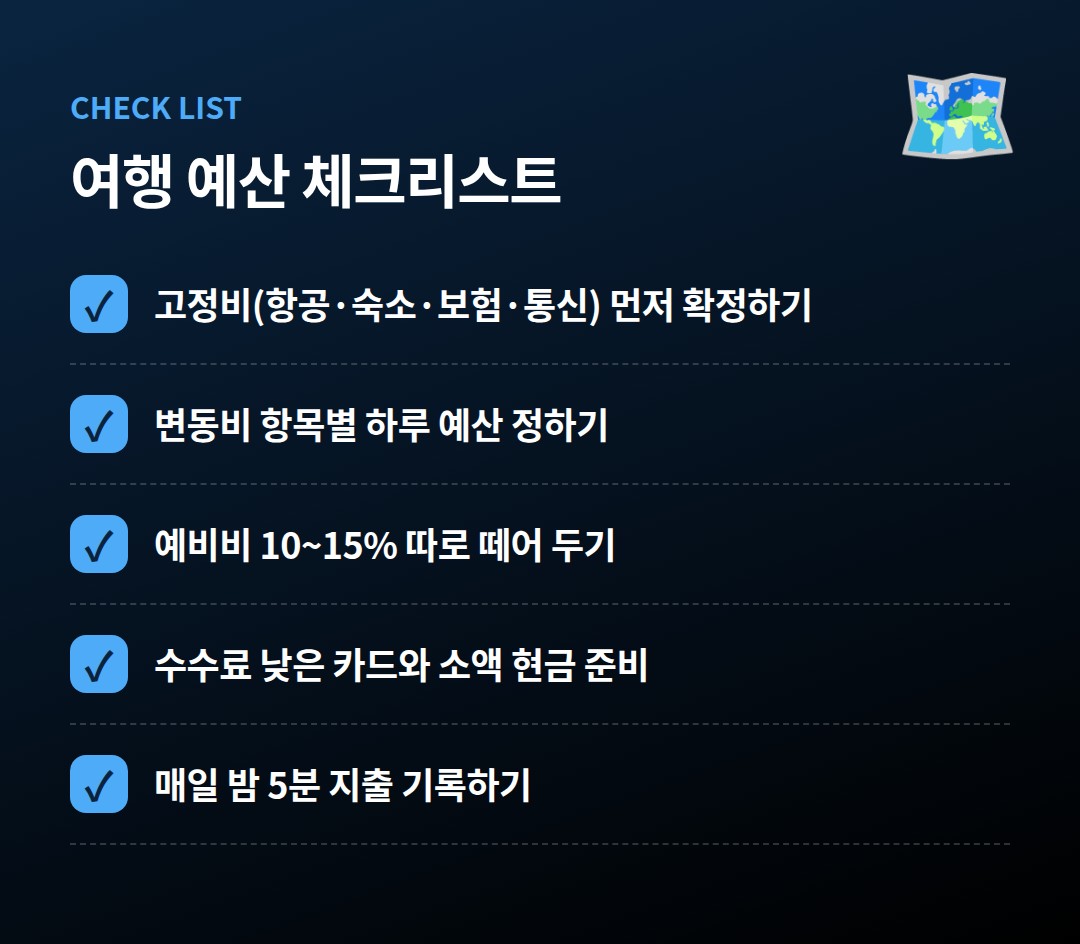 CHECK LIST
여행 예산 체크리스트
고정비(항공·숙소·보험·통신) 먼저 확정하기
변동비 항목별 하루 예산 정하기
예비비 10~15% 따로 떼어 두기
수수료 낮은 카드와 소액 현금 준비
매일 밤 5분 지출 기록하기